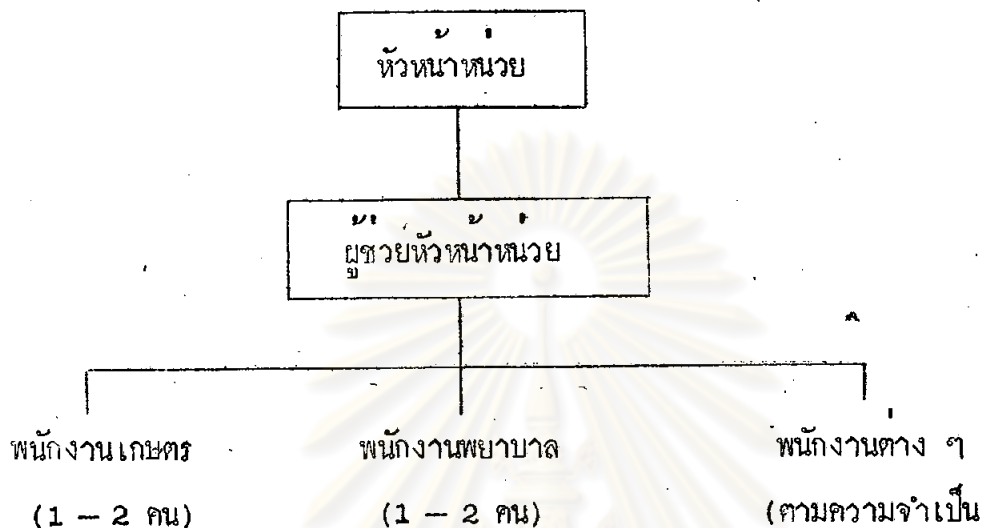 หัวหน้าหน่วย
ผู้ช่วยหัวหน้าหน่วย
พนักงานเกษตร พนักงานพยาบาล พนักงานต่าง ๆ
(1 - 2 คน) (1 - 2 คน) (ตามความจำเป็น